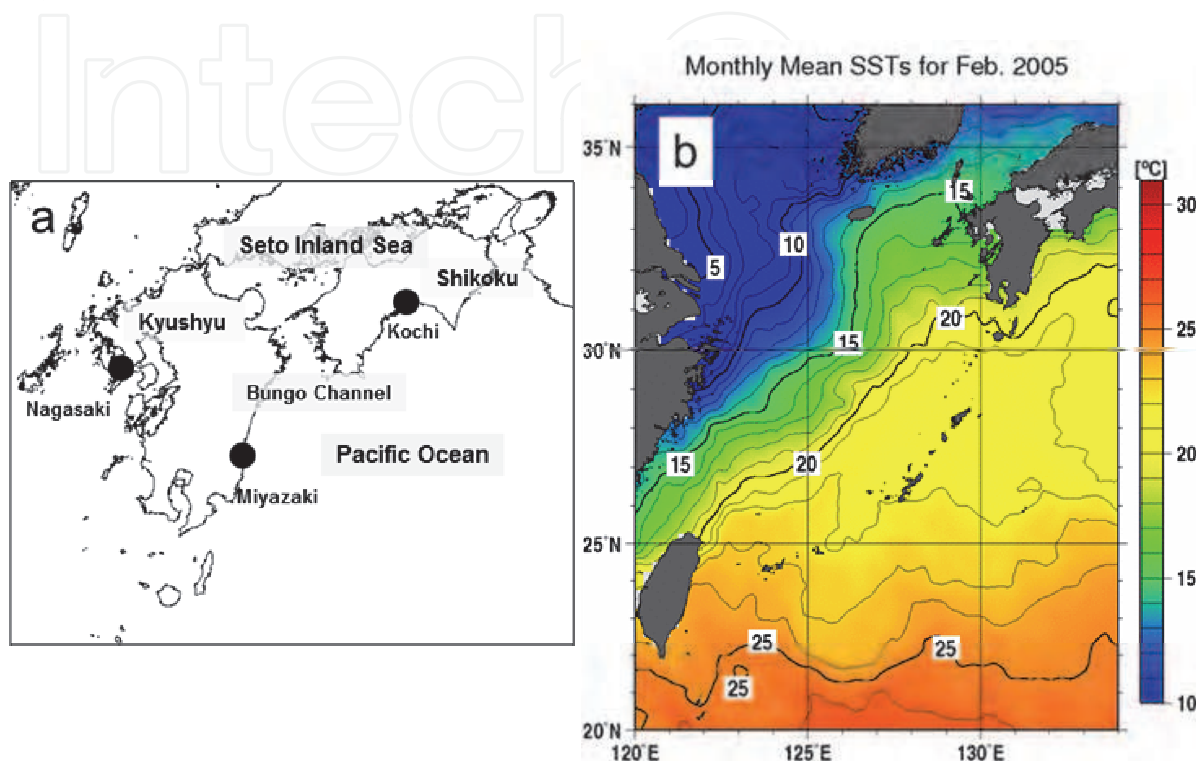 Intech
a
Seto Inland Sea
Shikoku
Kyushyu
Kochi
Nagasaki
Bungo Channel
Pacific Ocean
Miyazaki
Monthly Mean SSTs for Feb. 2005
b
35°N
30°N
25°N
20°N
120°E
125°E
130°E
5
10
15
15
20
15
20
25
25
25
[°C]
30
25
20
15
10